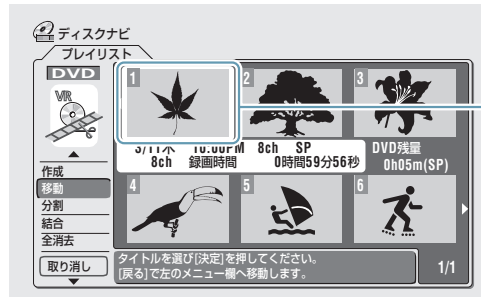 ディスクナビ
プレイリスト
DVD
VR
1
2
3
3/11木 10:00PM 8ch SP
8ch 録画時間 0時間59分56秒
DVD残量
0h05m(SP)
作成
移動
分割
結合
全消去
取り消し
4
5
6
タイトルを選び[決定]を押してください。
[戻る]で左のメニュー欄へ移動します。
1/1